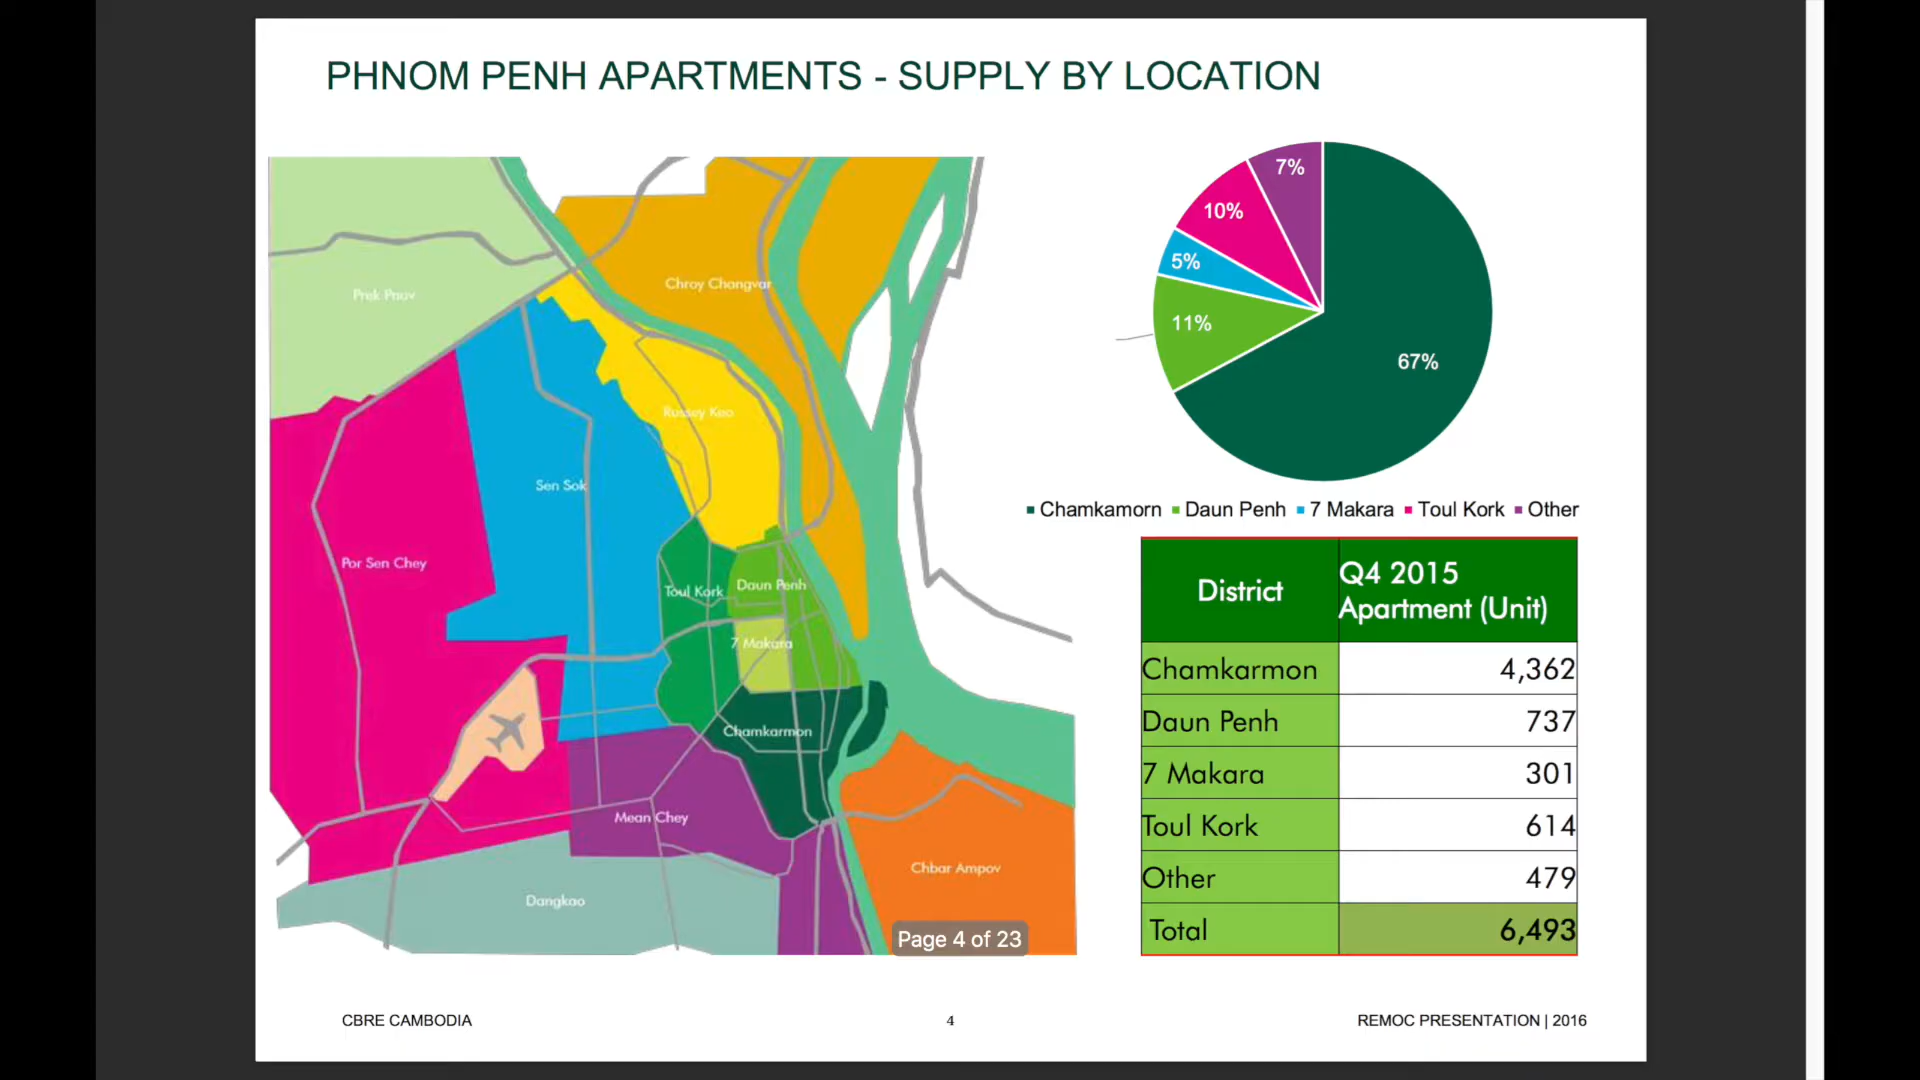 PHNOM PENH APARTMENTS - SUPPLY BY LOCATION
Prek Pnov
Chroy Changvar
Russey Keo
Sen Sok
Por Sen Chey
Toul Kork
Daun Penh
7 Makara
Chamkarmon
Mean Chey
Chbar Ampov
Dangkao
7%
10%
5%
11%
67%
Chamkamorn Daun Penh 7 Makara Toul Kork Other
District Q4 2015
Apartment (Unit)
Chamkarmon 4,362
Daun Penh 737
7 Makara 301
Toul Kork 614
Other 479
Total 6,493
Page 4 of 23
CBRE CAMBODIA 4 REMOC PRESENTATION | 2016